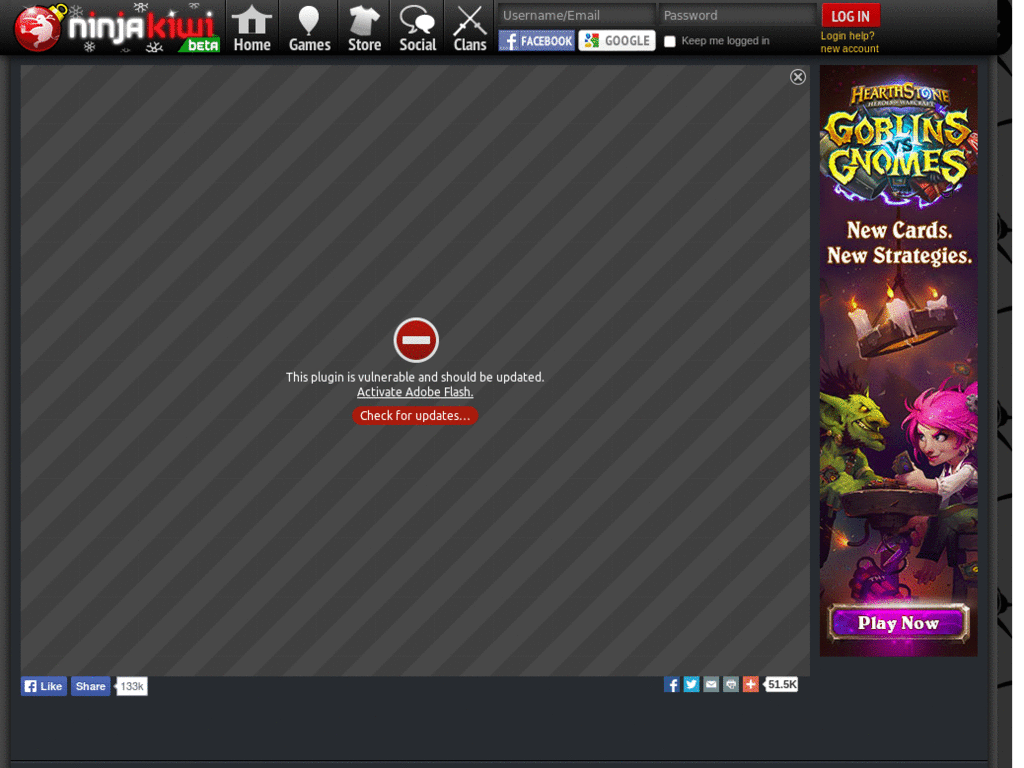 ninjakiwi
beta
Home
Games
Store
Social
Clans
Username/Email
Password
LOG IN
FACEBOOK
GOOGLE
Keep me logged in
Login help?
new account
This plugin is vulnerable and should be updated.
Activate Adobe Flash.
Check for updates...
HEARTHSTONE
HEROES OF WARCRAFT
GOBLINS
VS
GNOMES
New Cards.
New Strategies.
Play Now
Like
Share
133k
51.5K